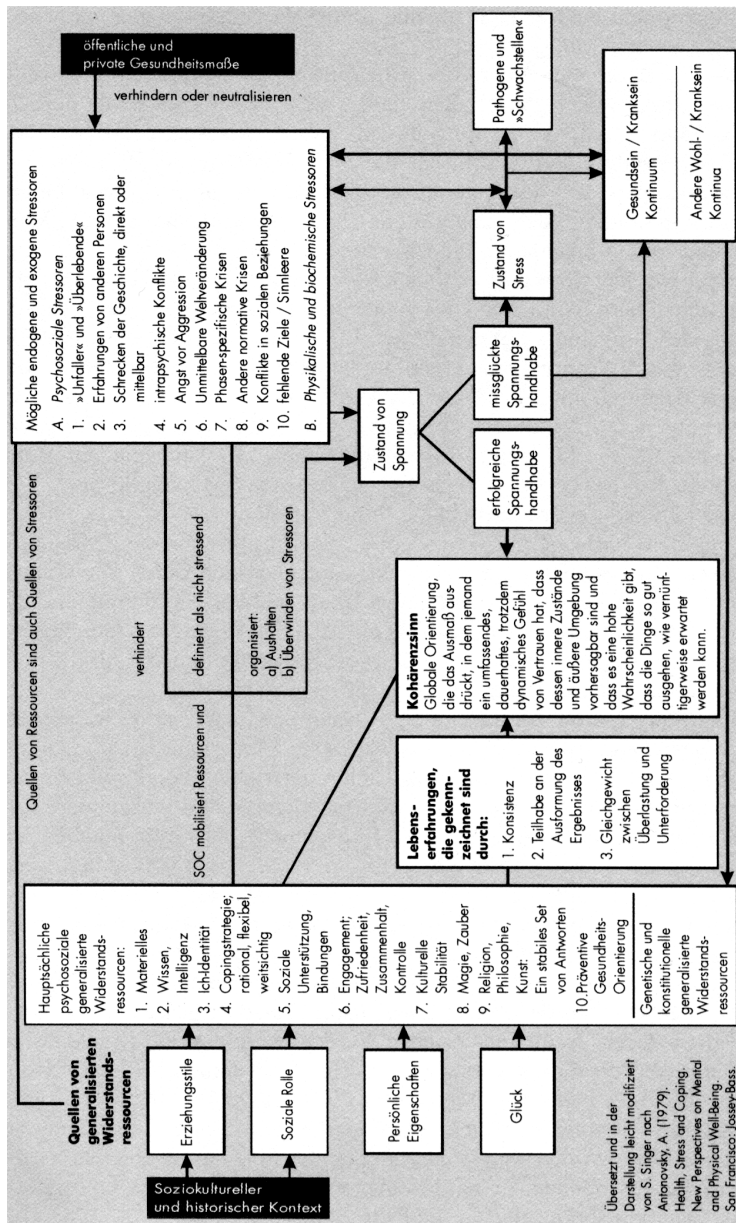 Soziokultureller
und historischer Kontext
Quellen von
generalisierten
Widerstands-
ressourcen
Erziehungsstile
Soziale Rolle
Persönliche
Eigenschaften
Glück
Übersetzt und in der
Darstellung leicht modifiziert
von S. Singer nach
Antonovsky, A. (1979).
Health, Stress and Coping.
New Perspectives on Mental
and Physical Well-Being.
San Francisco: Jossey-Bass.
Hauptsächliche
psychosoziale
generalisierte
Widerstands-
ressourcen:
1. Materielles
2. Wissen,
Intelligenz
3. Ich-Identität
4. Copingstrategie;
rational, flexibel,
weitsichtig
5. Soziale
Unterstützung,
Bindungen
6. Engagement;
Zufriedenheit,
Zusammenhalt,
Kontrolle
7. Kulturelle
Stabilität
8. Magie, Zauber
9. Religion,
Philosophie,
Kunst:
Ein stabiles Set
von Antworten
10. Präventive
Gesundheits-
Orientierung
Genetische und
konstitutionelle
generalisierte
Widerstands-
ressourcen
Quellen von Ressourcen sind auch Quellen von Stressoren
SOC mobilisiert Ressourcen und
verhindert
definiert als nicht stressend
organisiert:
a) Aushalten
b) Überwinden von Stressoren
Lebens-
erfahrungen,
die gekenn-
zeichnet sind
durch:
1. Konsistenz
2. Teilhabe an der
Ausformung des
Ergebnisses
3. Gleichgewicht
zwischen
Überlastung und
Unterforderung
Kohärenzsinn
Globale Orientierung,
die das Ausmaß aus-
drückt, in dem jemand
ein umfassendes,
dauerhaftes, trotzdem
dynamisches Gefühl
von Vertrauen hat, dass
dessen innere Zustände
und äußere Umgebung
vorhersagbar sind und
dass es eine hohe
Wahrscheinlichkeit gibt,
dass die Dinge so gut
ausgehen, wie vernünf-
tigerweise erwartet
werden kann.
öffentliche und
private Gesundheitsmaße
verhindern oder neutralisieren
Mögliche endogene und exogene Stressoren
A. Psychosoziale Stressoren
1. »Unfaller« und »Überlebende«
2. Erfahrungen von anderen Personen
3. Schrecken der Geschichte, direkt oder
mittelbar
4. intrapsychische Konflikte
5. Angst vor Aggression
6. Unmittelbare Weltveränderung
7. Phasen-spezifische Krisen
8. Andere normative Krisen
9. Konflikte in sozialen Beziehungen
10. fehlende Ziele / Sinnleere
B. Physikalische und biochemische Stressoren
Zustand von
Spannung
erfolgreiche
Spannungs-
handhabe
missglückte
Spannungs-
handhabe
Zustand von
Stress
Pathogene und
»Schwachstellen«
Gesundsein / Kranksein
Kontinuum
Andere Wohl- / Kranksein
Kontinua